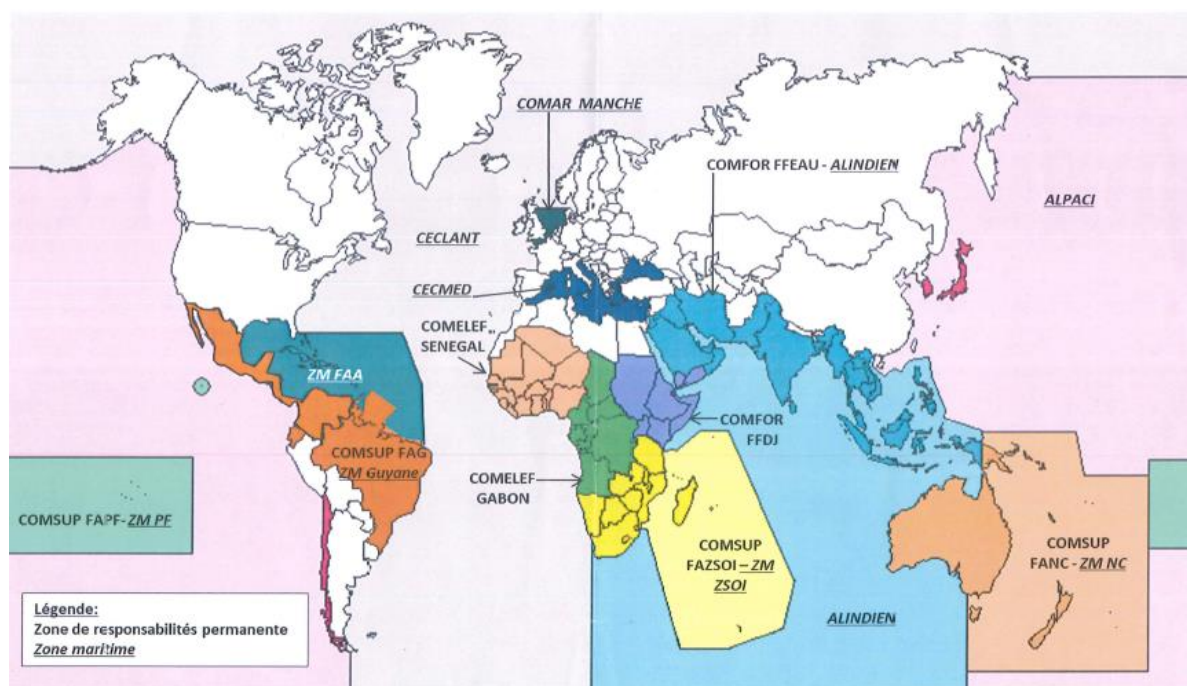 COMAR MANCHE
COMFOR FFEAU - ALINDIEN
ALPACI
CECLANT
CECMED
COMELEF
SENEGAL
ZM FAA
COMFOR
FFDJ
COMSUP FAG
ZM Guyane
COMELEF
GABON
COMSUP FAPF- ZM PF
COMSUP
FAZSOI – ZM
ZSOI
COMSUP
FANC - ZM NC
ALINDIEN
Légende:
Zone de responsabilités permanente
Zone maritime